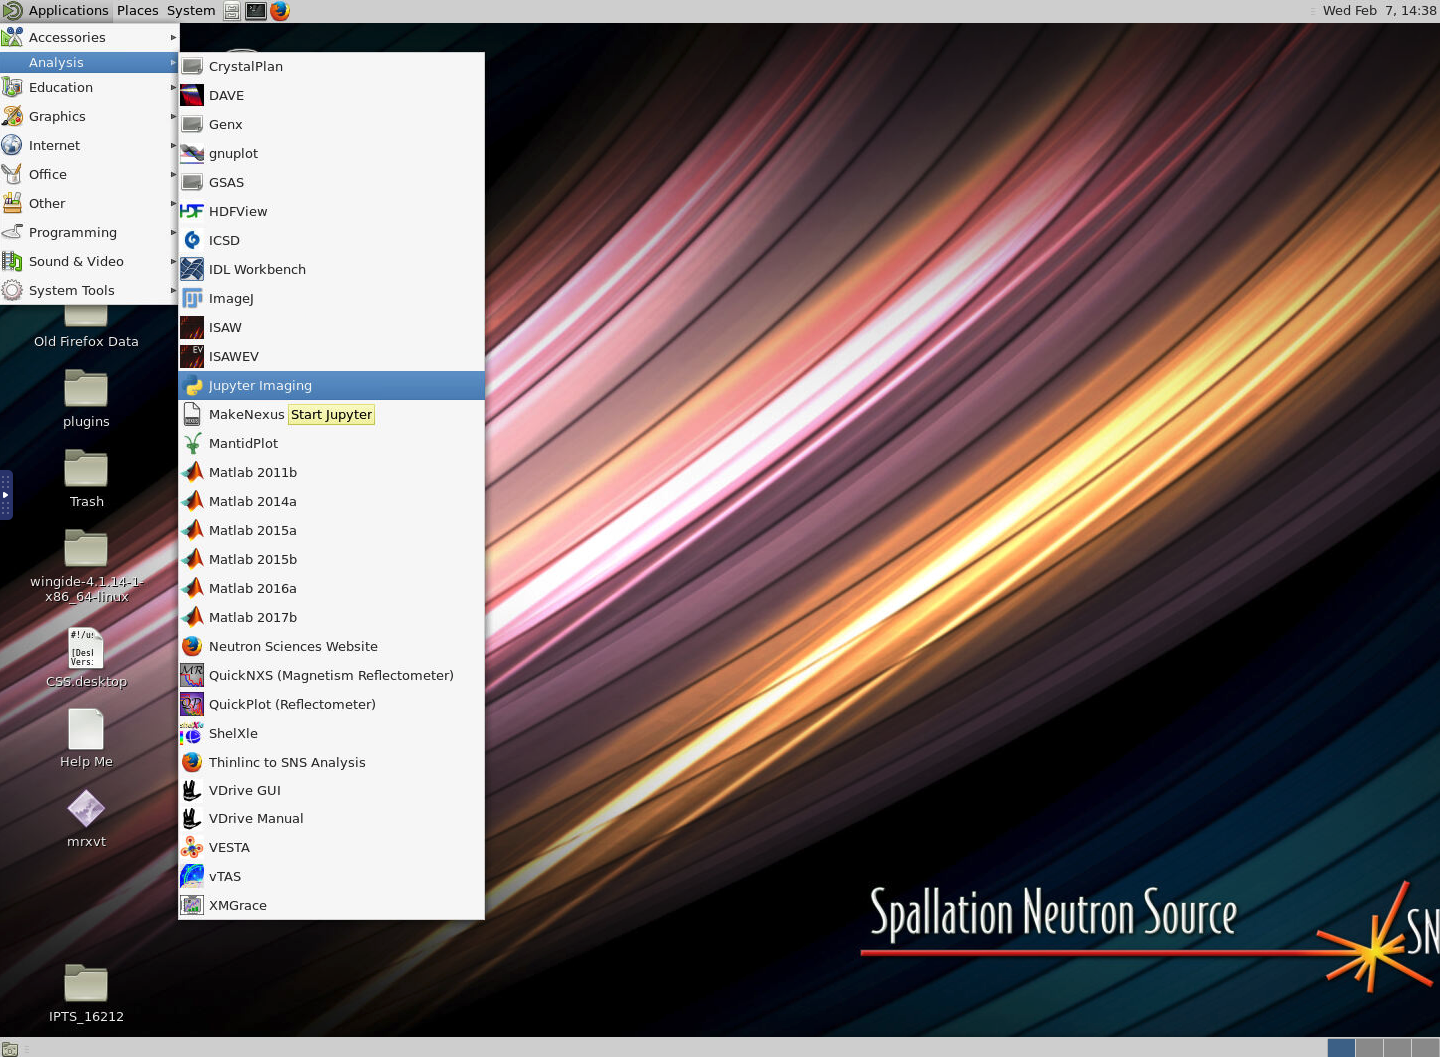 Applications Places System
Wed Feb 7, 14:38
Accessories
Analysis
Education
Graphics
Internet
Office
Other
Programming
Sound & Video
System Tools
CrystalPlan
DAVE
Genx
gnuplot
GSAS
HDFView
ICSD
IDL Workbench
ImageJ
ISAW
ISAWEV
Jupyter Imaging
MakeNexus
Start Jupyter
MantidPlot
Matlab 2011b
Matlab 2014a
Matlab 2015a
Matlab 2015b
Matlab 2016a
Matlab 2017b
Neutron Sciences Website
QuickNXS (Magnetism Reflectometer)
QuickPlot (Reflectometer)
ShelXle
Thinlinc to SNS Analysis
VDrive GUI
VDrive Manual
VESTA
vTAS
XMGrace
Old Firefox Data
plugins
Trash
wingide-4.1.14-1-
x86_64-linux
#!/us
[Desl
Vers:
CSS.desktop
Help Me
mrxvt
IPTS_16212
Spallation Neutron Source
SN